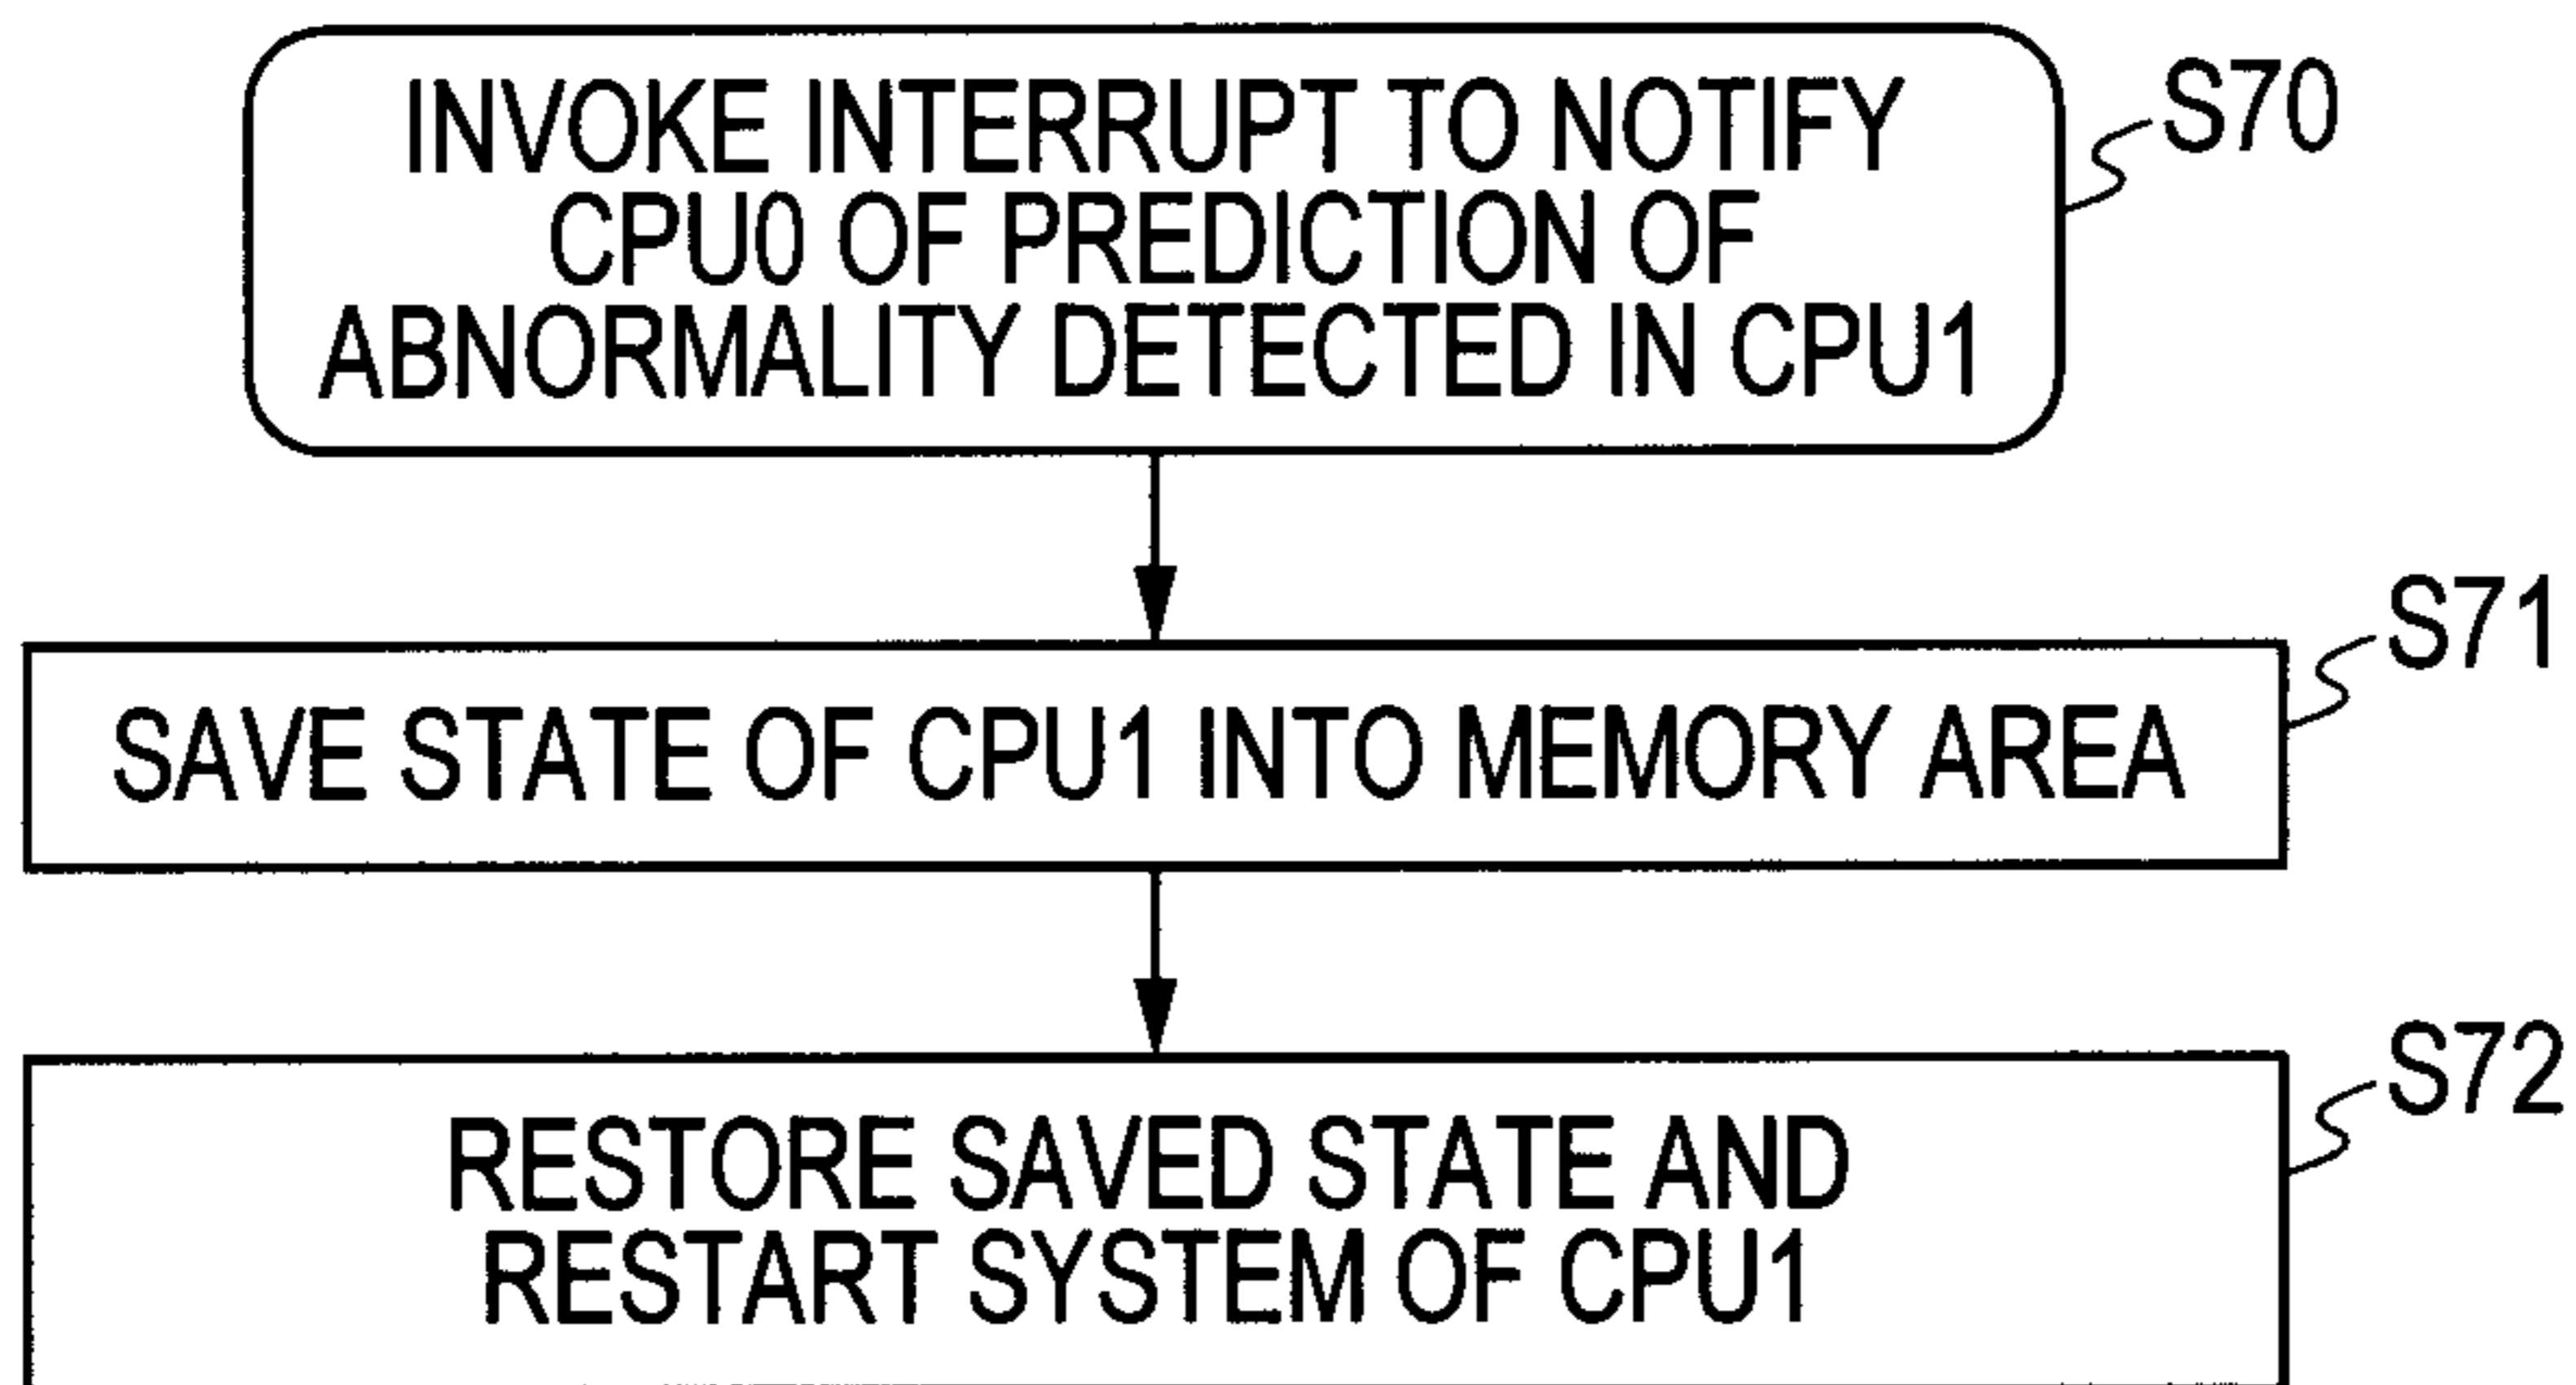 INVOKE INTERRUPT TO NOTIFY
CPU0 OF PREDICTION OF
ABNORMALITY DETECTED IN CPU1
S70
SAVE STATE OF CPU1 INTO MEMORY AREA
S71
RESTORE SAVED STATE AND
RESTART SYSTEM OF CPU1
S72